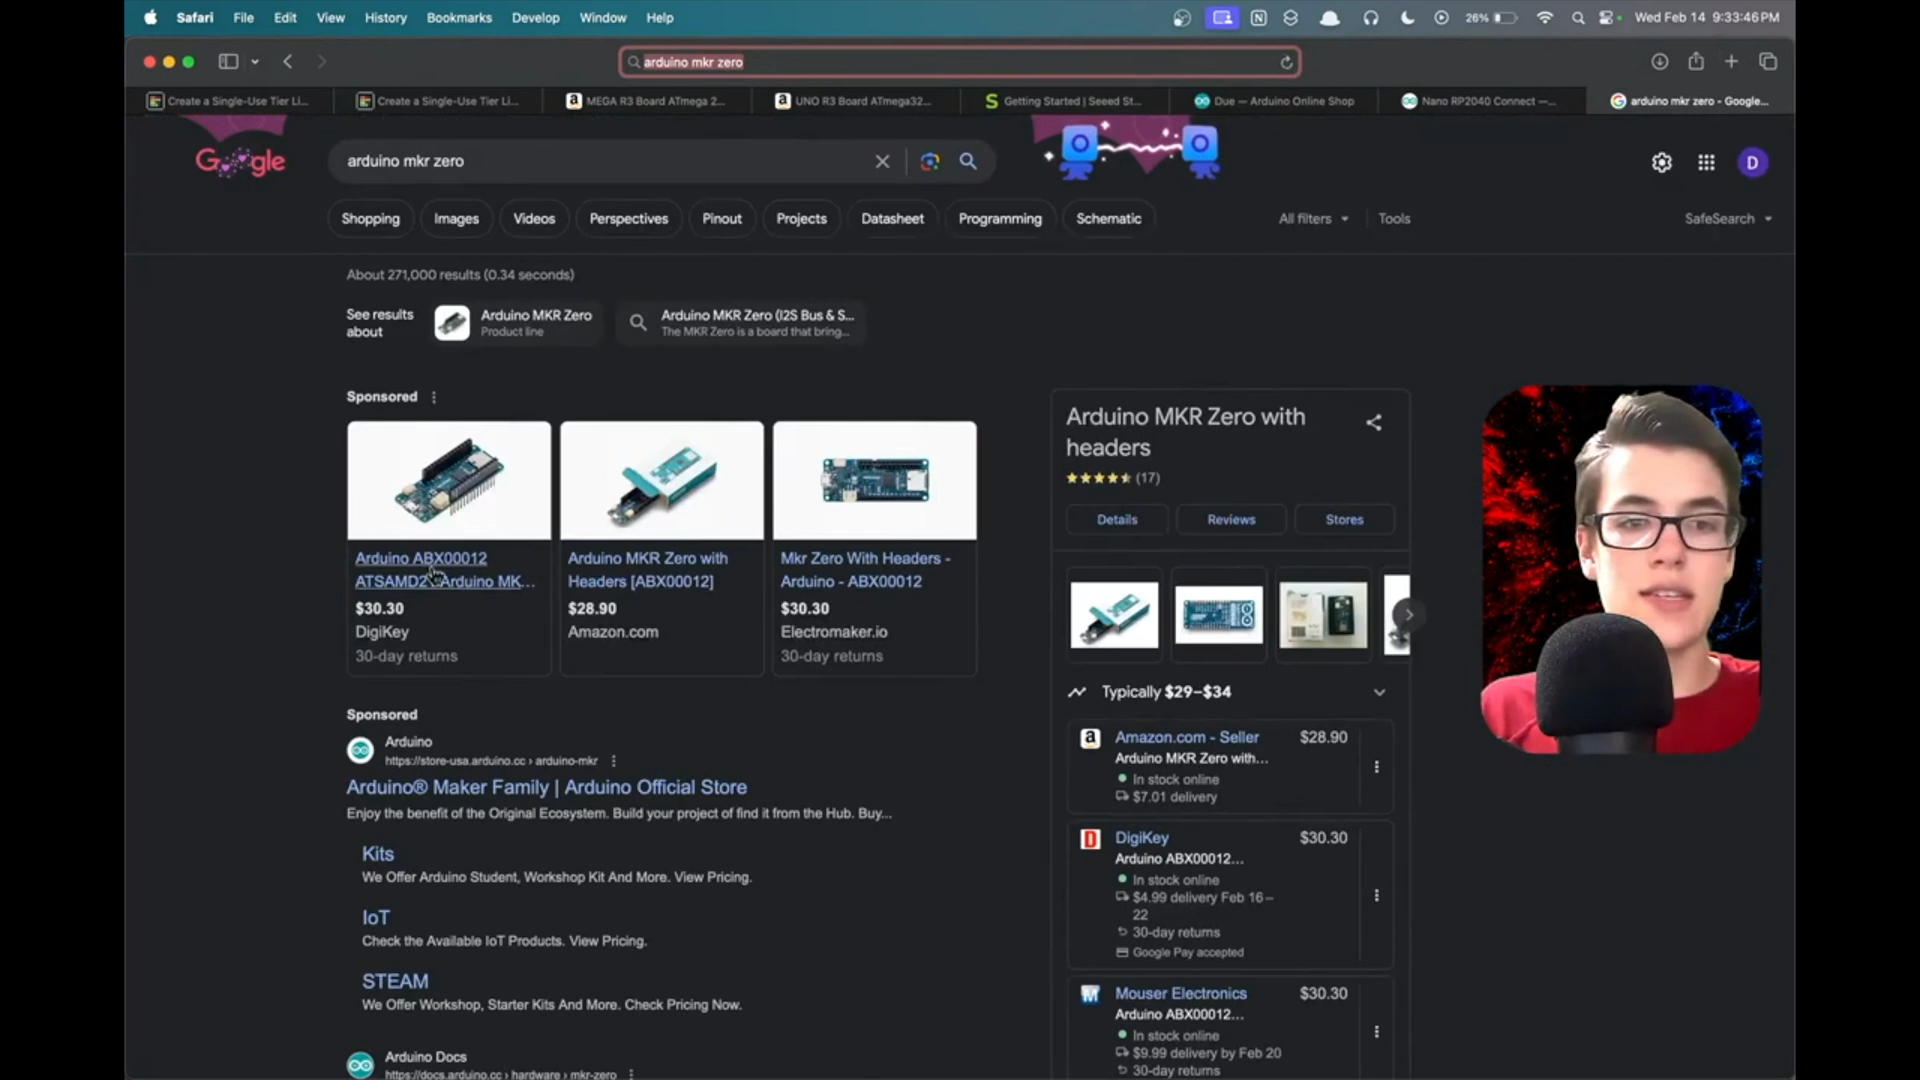 Safari File Edit View History Bookmarks Develop Window Help
26% Wed Feb 14 9:33:46 PM
arduino mkr zero
Create a Single-Use Tier Li...
Create a Single-Use Tier Li...
MEGA R3 Board ATmega 2...
UNO R3 Board ATmega32...
Getting Started | Seeed St...
Due — Arduino Online Shop
Nano RP2040 Connect —...
arduino mkr zero - Google...
Google
arduino mkr zero
D
Shopping
Images
Videos
Perspectives
Pinout
Projects
Datasheet
Programming
Schematic
All filters
Tools
SafeSearch
About 271,000 results (0.34 seconds)
See results
about
Arduino MKR Zero
Product line
Arduino MKR Zero (I2S Bus & S...
The MKR Zero is a board that bring...
Sponsored
Arduino ABX00012
Arduino MK...
$30.30
DigiKey
30-day returns
Arduino MKR Zero with
Headers [ABX00012]
$28.90
Amazon.com
Mkr Zero With Headers -
Arduino - ABX00012
$30.30
Electromaker.io
30-day returns
Sponsored
Arduino
https://store-usa.arduino.cc › arduino-mkr
Arduino® Maker Family | Arduino Official Store
Enjoy the benefit of the Original Ecosystem. Build your project of find it from the Hub. Buy...
Kits
We Offer Arduino Student, Workshop Kit And More. View Pricing.
IoT
Check the Available IoT Products. View Pricing.
STEAM
We Offer Workshop, Starter Kits And More. Check Pricing Now.
Arduino Docs
https://docs.arduino.cc › hardware › mkr-zero
Arduino MKR Zero with
headers
(17)
Details
Reviews
Stores
Typically $29–$34
Amazon.com - Seller $28.90
Arduino MKR Zero with...
In stock online
$7.01 delivery
DigiKey $30.30
Arduino ABX00012...
In stock online
$4.99 delivery Feb 16 –
22
30-day returns
Google Pay accepted
Mouser Electronics $30.30
Arduino ABX00012...
In stock online
$9.99 delivery by Feb 20
30-day returns